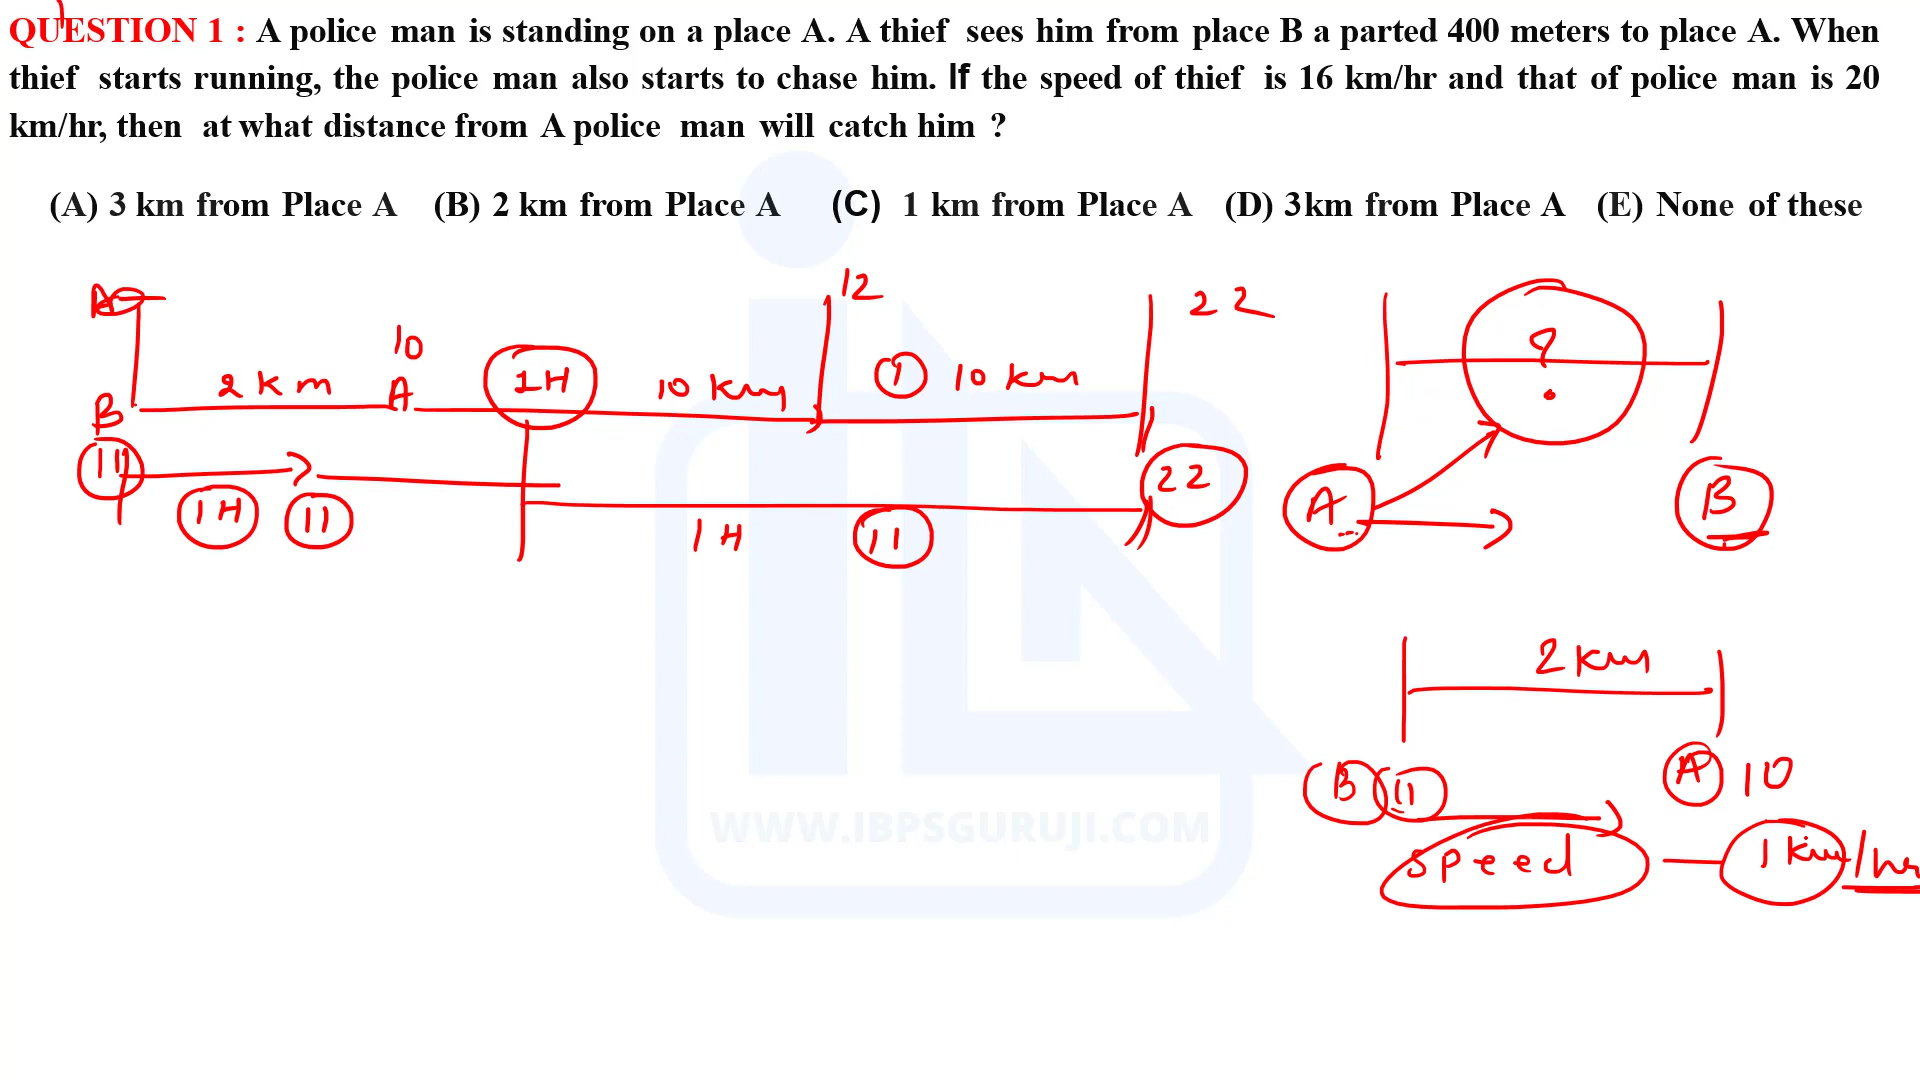 QUESTION 1 : A police man is standing on a place A. A thief sees him from place B a parted 400 meters to place A. When
thief starts running, the police man also starts to chase him. If the speed of thief is 16 km/hr and that of police man is 20
km/hr, then at what distance from A police man will catch him ?
(A) 3 km from Place A (B) 2 km from Place A (C) 1 km from Place A (D) 3km from Place A (E) None of these
A
12
22
10
?
2 km A 1H 10 km 1 10 km
B
11
22
1H 11
1H 11
A B
2 km
B 11 A 10
speed — 1 km/hr
WWW.IBPSGURUJI.COM